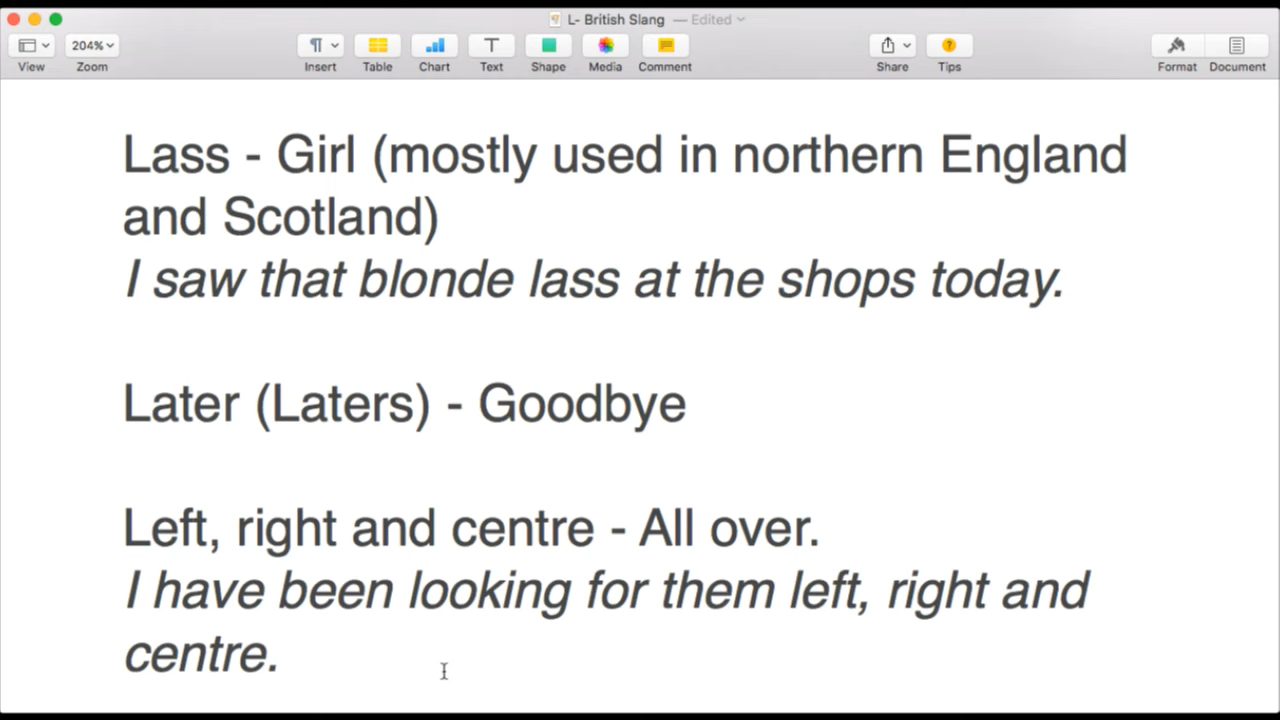 L- British Slang — Edited
204%
View
Zoom
Insert
Table
Chart
Text
Shape
Media
Comment
Share
Tips
Format
Document
Lass - Girl (mostly used in northern England
and Scotland)
I saw that blonde lass at the shops today.
Later (Laters) - Goodbye
Left, right and centre - All over.
I have been looking for them left, right and
centre.